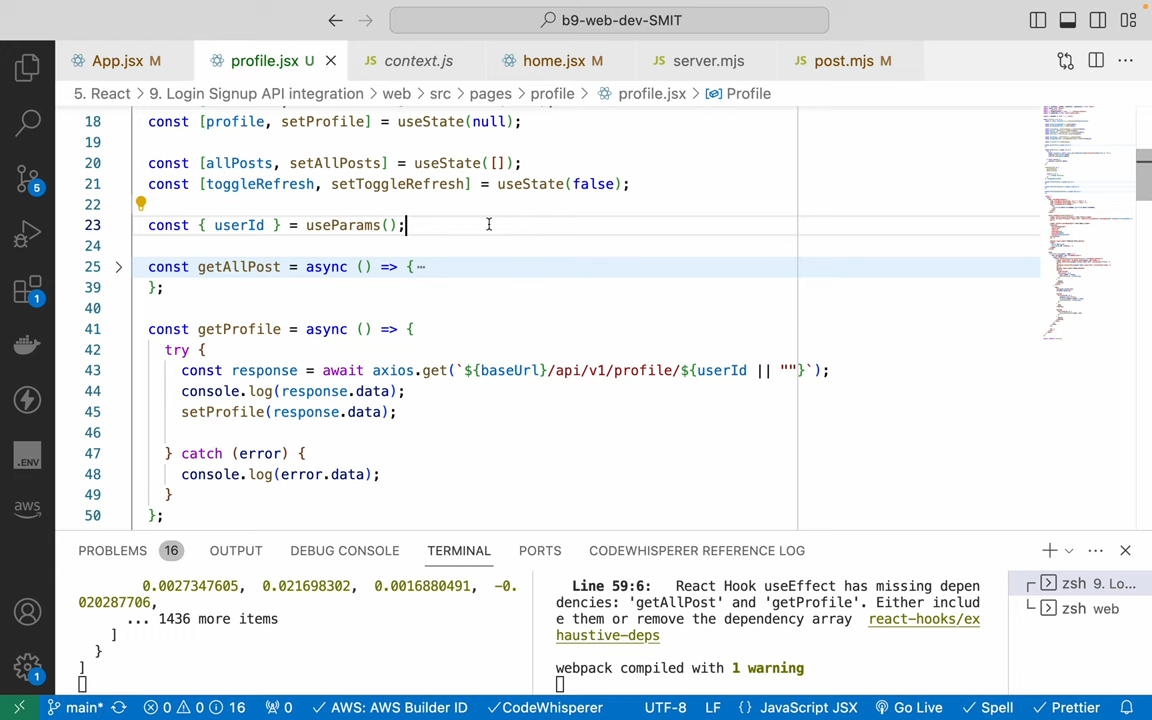 b9-web-dev-SMIT
App.jsx M
profile.jsx U
JS context.js
home.jsx M
JS server.mjs
JS post.mjs M
5. React > 9. Login Signup API integration > web > src > pages > profile > profile.jsx > Profile
18 const [profile, setProfile] = useState(null);
19
20 const [allPosts, setAllPosts] = useState([]);
21 const [toggleRefresh, setToggleRefresh] = useState(false);
22
23 const { userId } = useParams();
24
25 const getAllPost = async () => {…
39 };
40
41 const getProfile = async () => {
42 try {
43 const response = await axios.get(`${baseUrl}/api/v1/profile/${userId || ""}`);
44 console.log(response.data);
45 setProfile(response.data);
46
47 } catch (error) {
48 console.log(error.data);
49 }
50 };
5
1
.ENV
aws
1
PROBLEMS 16 OUTPUT DEBUG CONSOLE TERMINAL PORTS CODEWHISPERER REFERENCE LOG
0.0027347605, 0.021698302, 0.0016880491, -0.
020287706,
... 1436 more items
]
}
]
Line 59:6: React Hook useEffect has missing depen
dencies: 'getAllPost' and 'getProfile'. Either includ
e them or remove the dependency array react-hooks/ex
haustive-deps
webpack compiled with 1 warning
zsh 9. Lo...
zsh web
main* 0 0 16 0 AWS: AWS Builder ID CodeWhisperer UTF-8 LF {} JavaScript JSX Go Live Spell Prettier